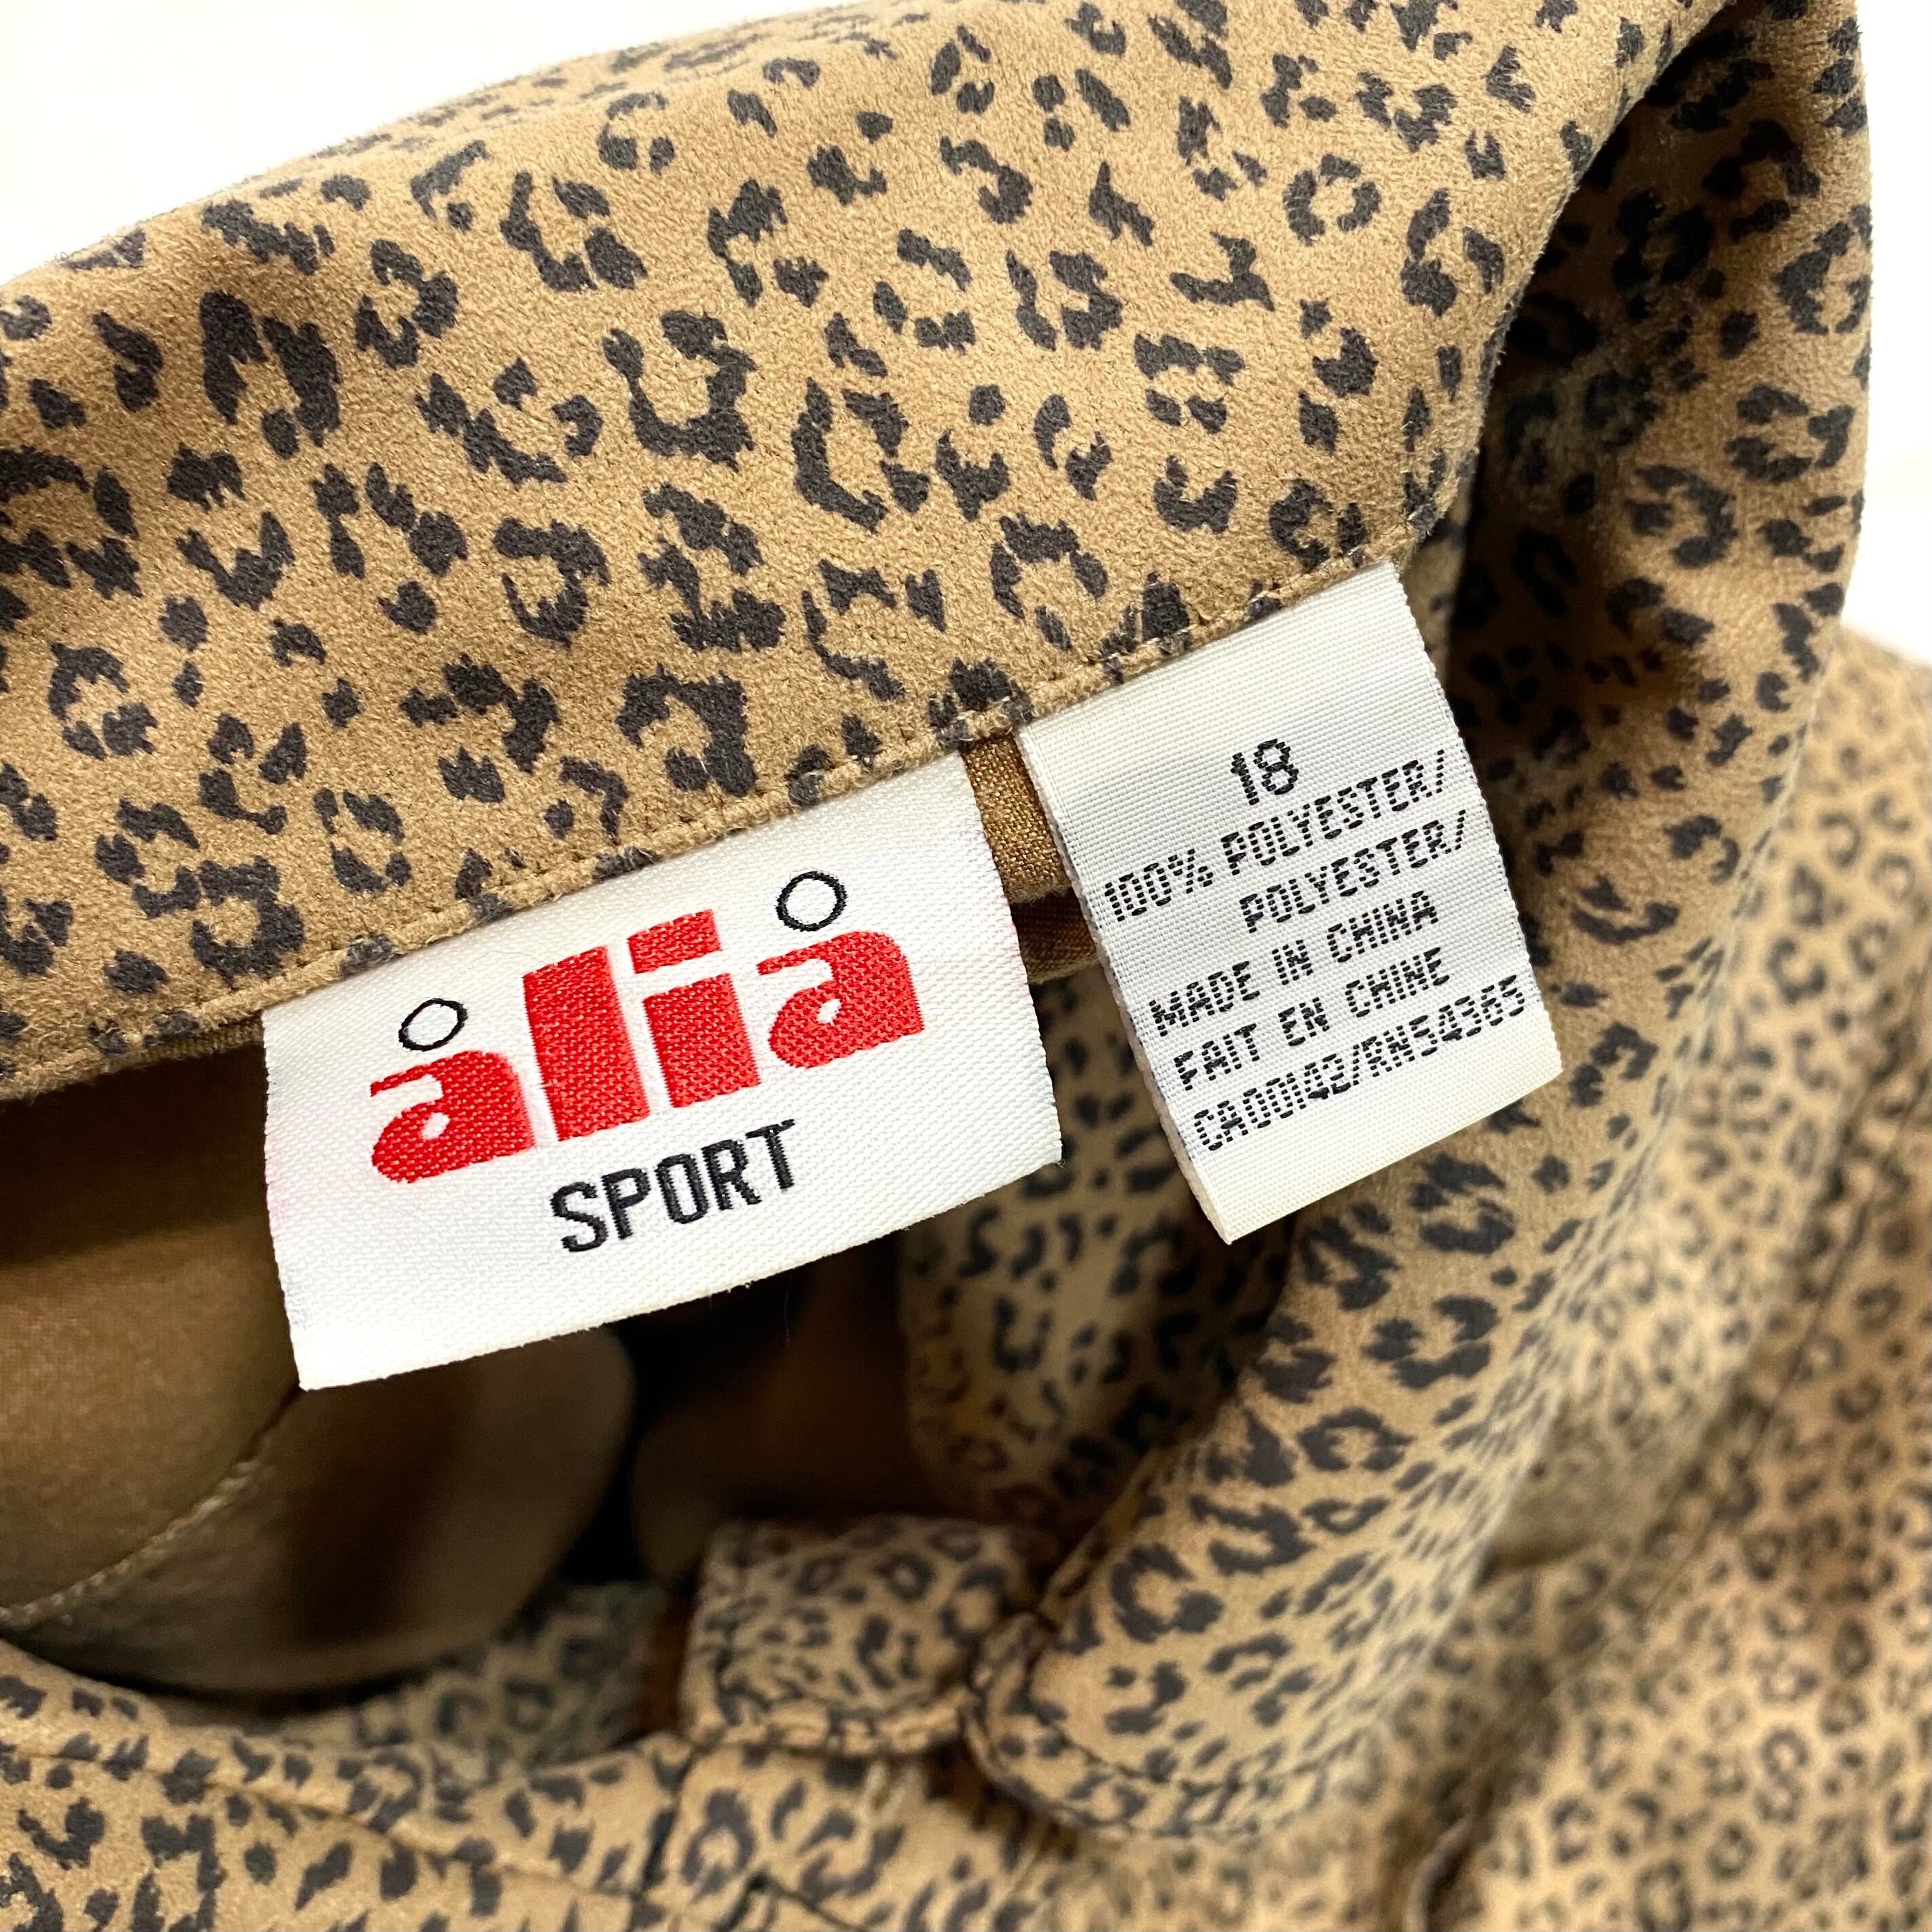 alia
SPORT
18
100% POLYESTER/
POLYESTER/
MADE IN CHINA
FAIT EN CHINE
CA00142/RN54365